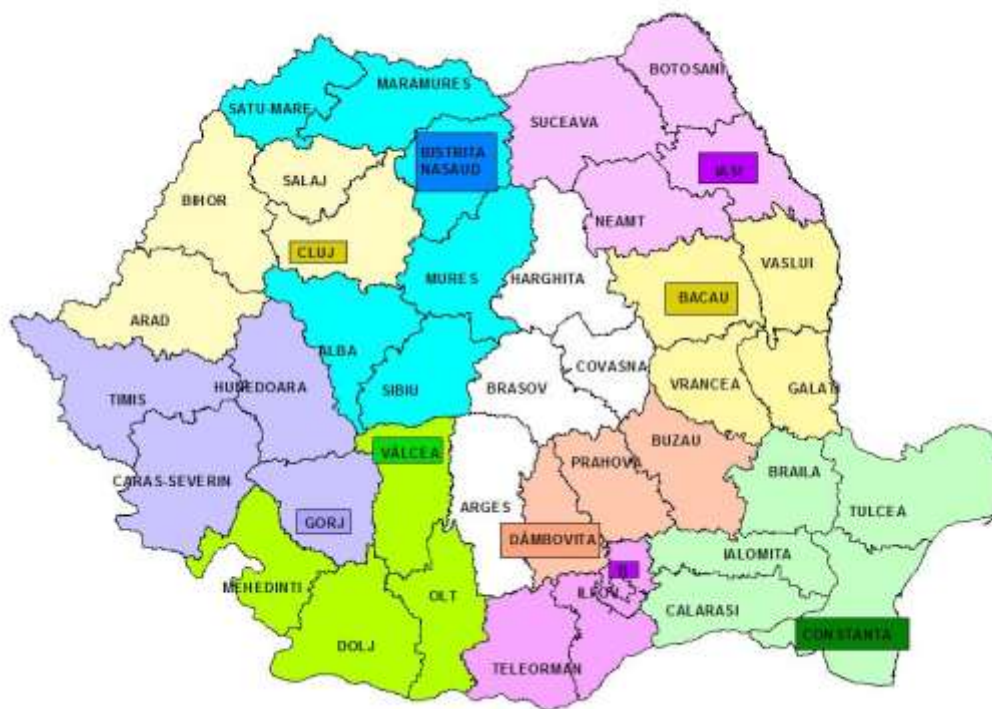 BOTOSANI
MARAMURES
SATU-MARE
SUCEAVA
BISTRITA
NASAUD
IASI
SALAJ
BIHOR
NEAMT
CLUJ
VASLUI
MURES
HARGHITA
BACAU
ARAD
ALBA
COVASNA
HUNEDOARA
SIBIU
BRASOV
VRANCEA
GALATI
TIMIS
BUZAU
VÂLCEA
PRAHOVA
BRAILA
CARAS-SEVERIN
ARGES
TULCEA
GORJ
DÂMBOVITA
IALOMITA
MEHEDINTI
OLT
ILFOV
CALARASI
CONSTANTA
DOLJ
TELEORMAN